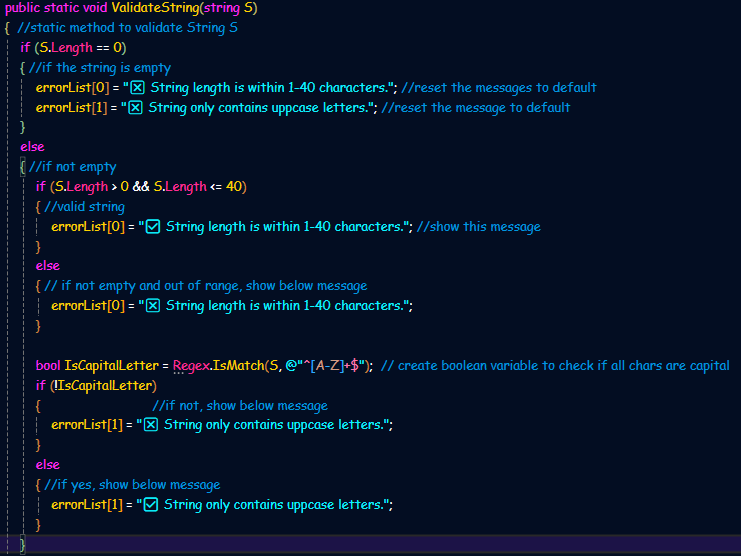 public static void ValidateString(string S)
{ //static method to validate String S
if (S.Length == 0)
{ //if the string is empty
errorList[0] = "❎ String length is within 1-40 characters."; //reset the messages to default
errorList[1] = "❎ String only contains uppcase letters."; //reset the message to default
}
else
{ //if not empty
if (S.Length > 0 && S.Length <= 40)
{ //valid string
errorList[0] = "✅ String length is within 1-40 characters."; //show this message
}
else
{ // if not empty and out of range, show below message
errorList[0] = "❎ String length is within 1-40 characters.";
}
bool IsCapitalLetter = Regex.IsMatch(S, @"^[A-Z]+$"); // create boolean variable to check if all chars are capital
if (!IsCapitalLetter)
{ //if not, show below message
errorList[1] = "❎ String only contains uppcase letters.";
}
else
{ //if yes, show below message
errorList[1] = "✅ String only contains uppcase letters.";
}
}